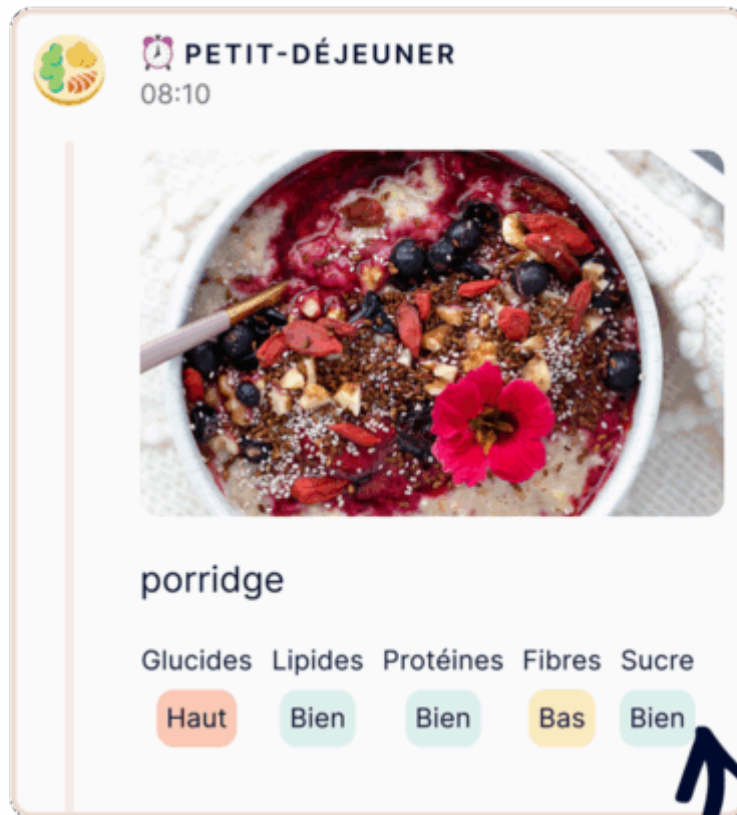 PETIT-DÉJEUNER
08:10
porridge
Glucides Lipides Protéines Fibres Sucre
Haut Bien Bien Bas Bien